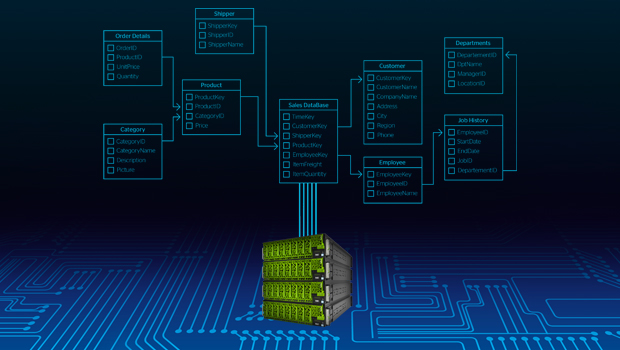 Shipper
ShipperKey
ShipperID
ShipperName
Order Details
OrderID
ProductID
UnitPrice
Quantity
Category
CategoryID
CategoryName
Description
Picture
Product
ProductKey
ProductID
CategoryID
Price
Sales DataBase
TimeKey
CustomerKey
ShipperKey
ProductKey
EmployeeKey
ItemFreight
ItemQuantity
Customer
CustomerKey
CustomerName
CompanyName
Address
City
Region
Phone
Employee
EmployeeKey
EmployeeID
EmployeeName
Departments
DepartementID
DptName
ManagerID
LocationID
Job History
EmployeeID
StartDate
EndDate
JobID
DepartementID